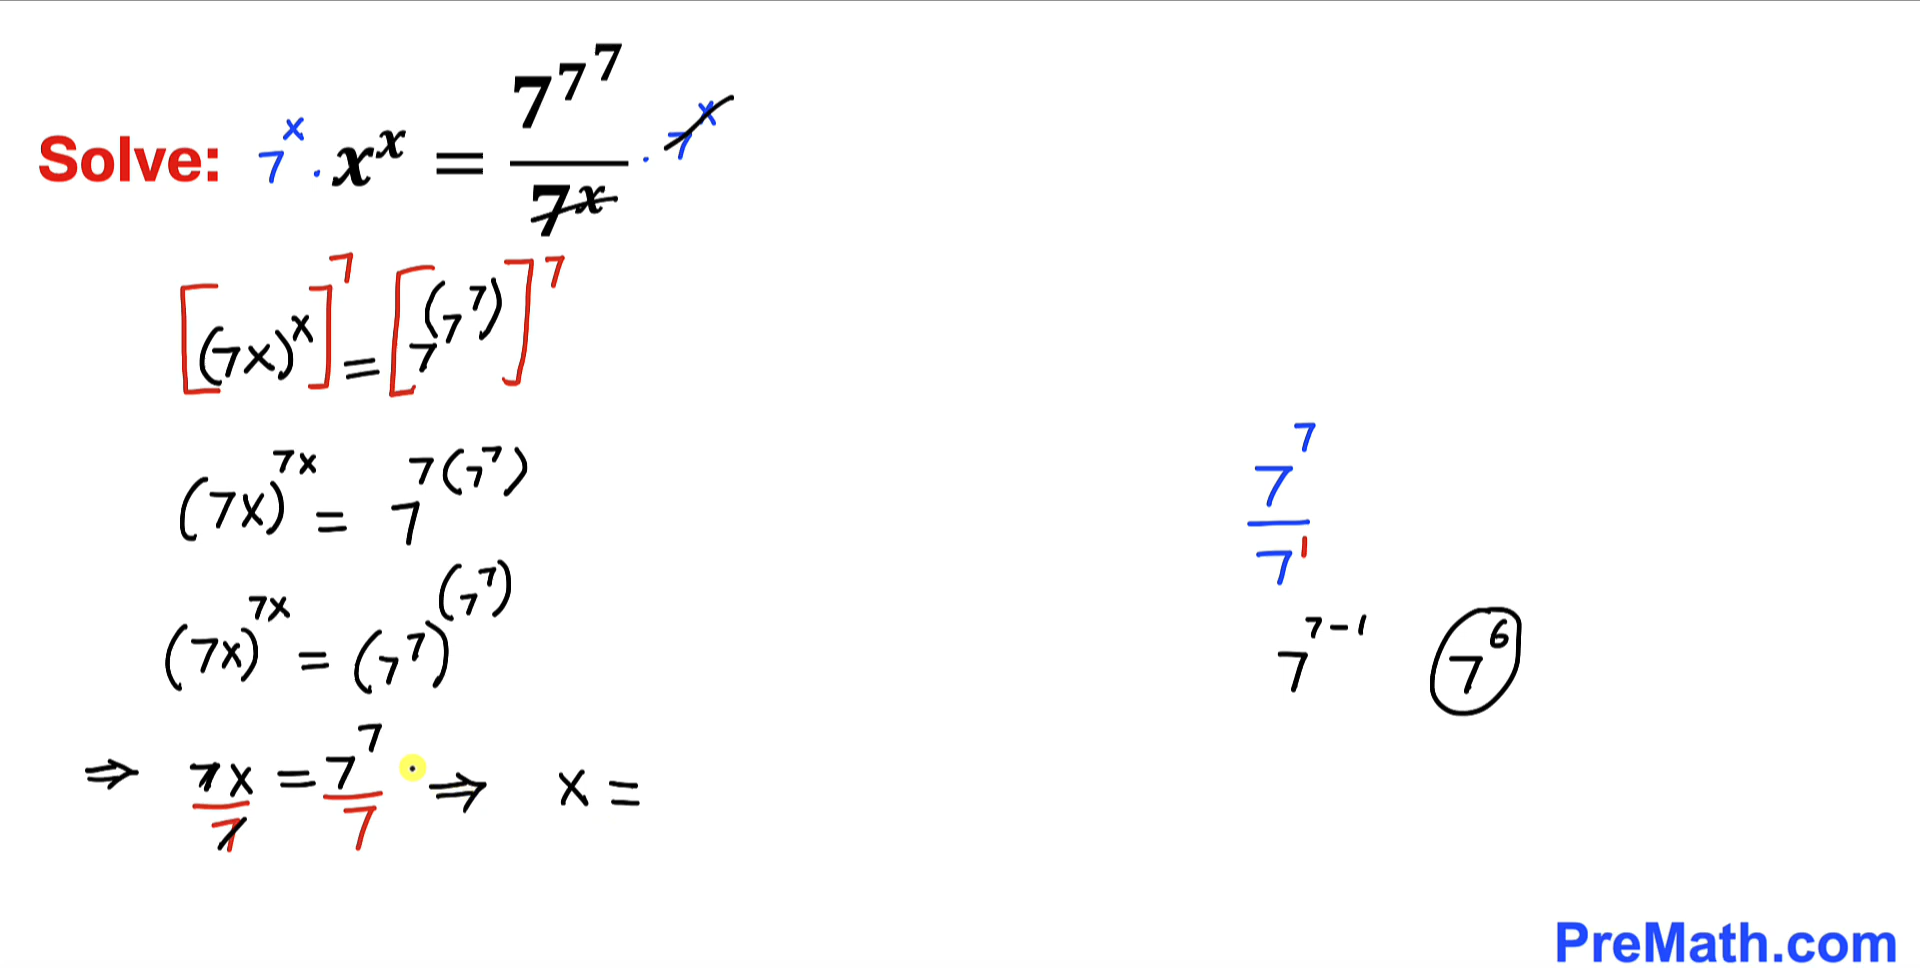 Solve: 7^x · x^x = 7^7^7 / 7^x · 7^x
[(7x)^x]^7 = [7^(7^7)]^7
(7x)^7x = 7^7(7^7)
(7x)^7x = (7^7)^(7^7)
⇒ 7x/7 = 7^7/7 ⇒ x =
7^7
7^1
7^7-1 7^6
PreMath.com